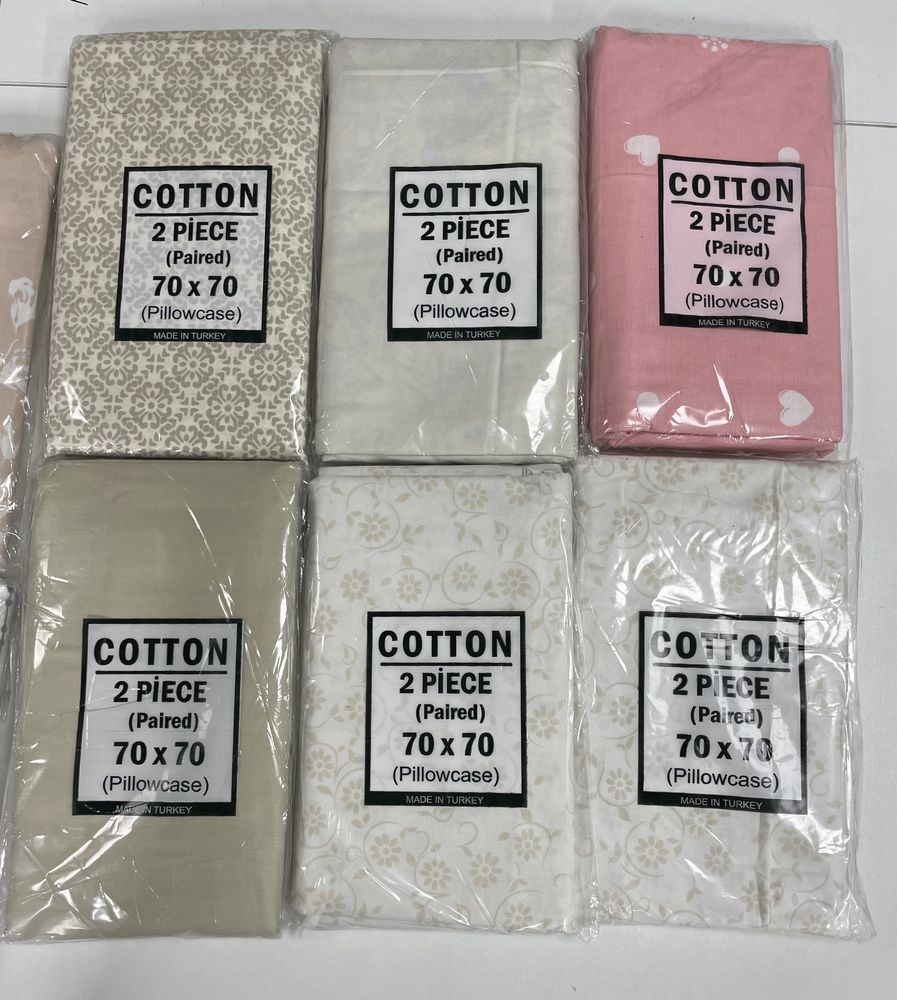 COTTON
2 PİECE
(Paired)
70 x 70
(Pillowcase)
MADE IN TURKEY
COTTON
2 PİECE
(Paired)
70 x 70
(Pillowcase)
MADE IN TURKEY
COTTON
2 PİECE
(Paired)
70 x 70
(Pillowcase)
MADE IN TURKEY
COTTON
2 PİECE
(Paired)
70 x 70
(Pillowcase)
MADE IN TURKEY
COTTON
2 PİECE
(Paired)
70 x 70
(Pillowcase)
MADE IN TURKEY
COTTON
2 PİECE
(Paired)
70 x 70
(Pillowcase)
MADE IN TURKEY